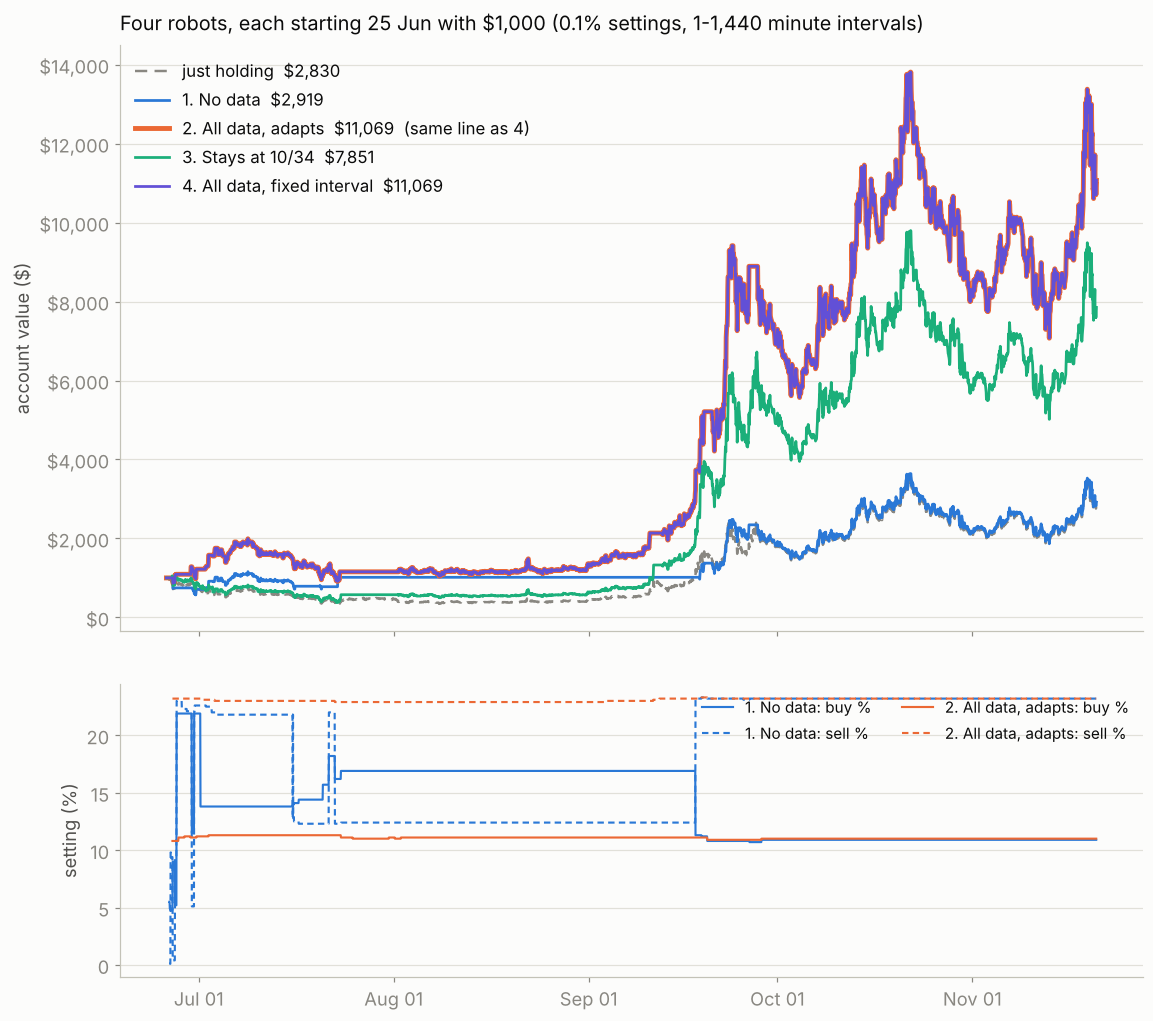 Four robots, each starting 25 Jun with $1,000 (0.1% settings, 1-1,440 minute intervals)
$14,000
$12,000
$10,000
$8,000
$6,000
$4,000
$2,000
$0
account value ($)
just holding $2,830
1. No data $2,919
2. All data, adapts $11,069 (same line as 4)
3. Stays at 10/34 $7,851
4. All data, fixed interval $11,069
20
15
10
5
0
setting (%)
1. No data: buy %
2. All data, adapts: buy %
1. No data: sell %
2. All data, adapts: sell %
Jul 01
Aug 01
Sep 01
Oct 01
Nov 01